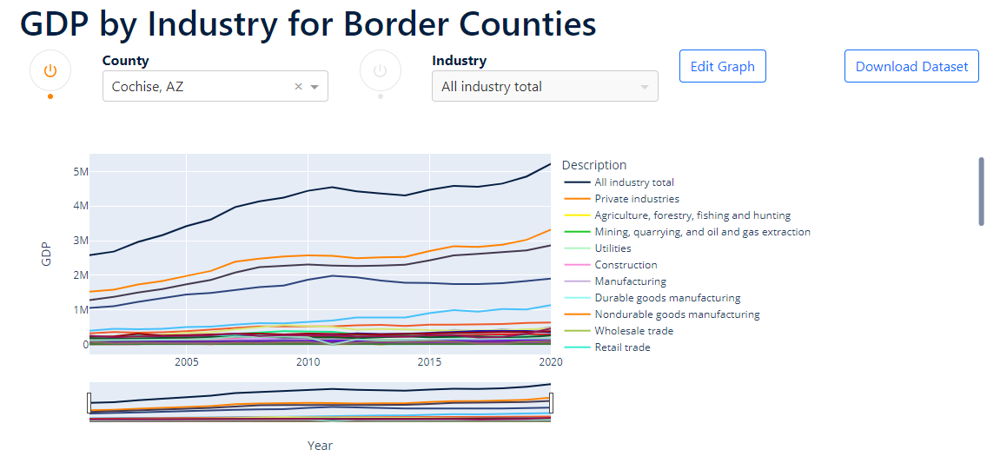 GDP by Industry for Border Counties
County
Cochise, AZ
Industry
All industry total
Edit Graph
Download Dataset
5M
4M
3M
2M
1M
0
GDP
2005
2010
2015
2020
Year
Description
All industry total
Private industries
Agriculture, forestry, fishing and hunting
Mining, quarrying, and oil and gas extraction
Utilities
Construction
Manufacturing
Durable goods manufacturing
Nondurable goods manufacturing
Wholesale trade
Retail trade